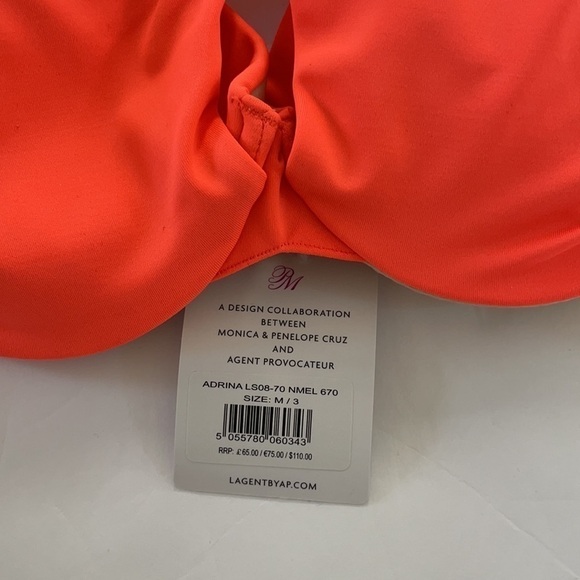 PM
A DESIGN COLLABORATION
BETWEEN
MONICA & PENELOPE CRUZ
AND
AGENT PROVOCATEUR
ADRINA LS08-70 NMEL 670
SIZE: M / 3
5 055780 060343
RRP: £ 65.00 / €75.00 / $110.00
LAGENTBYAP.COM